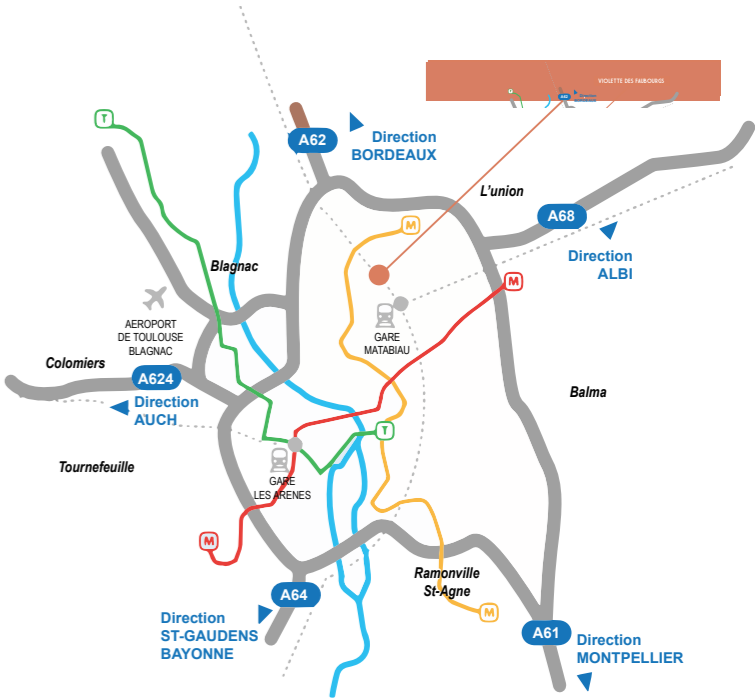 VIOLETTE DES FAUBOURGS
T
A62
Direction
BORDEAUX
L'union
A68
Direction
ALBI
M
Blagnac
M
AEROPORT
DE TOULOUSE
BLAGNAC
GARE
MATABIAU
Colomiers
A624
Direction
AUCH
Balma
T
Tournefeuille
GARE
LES ARENES
M
Ramonville
St-Agne
A64
M
Direction
ST-GAUDENS
BAYONNE
A61
Direction
MONTPELLIER